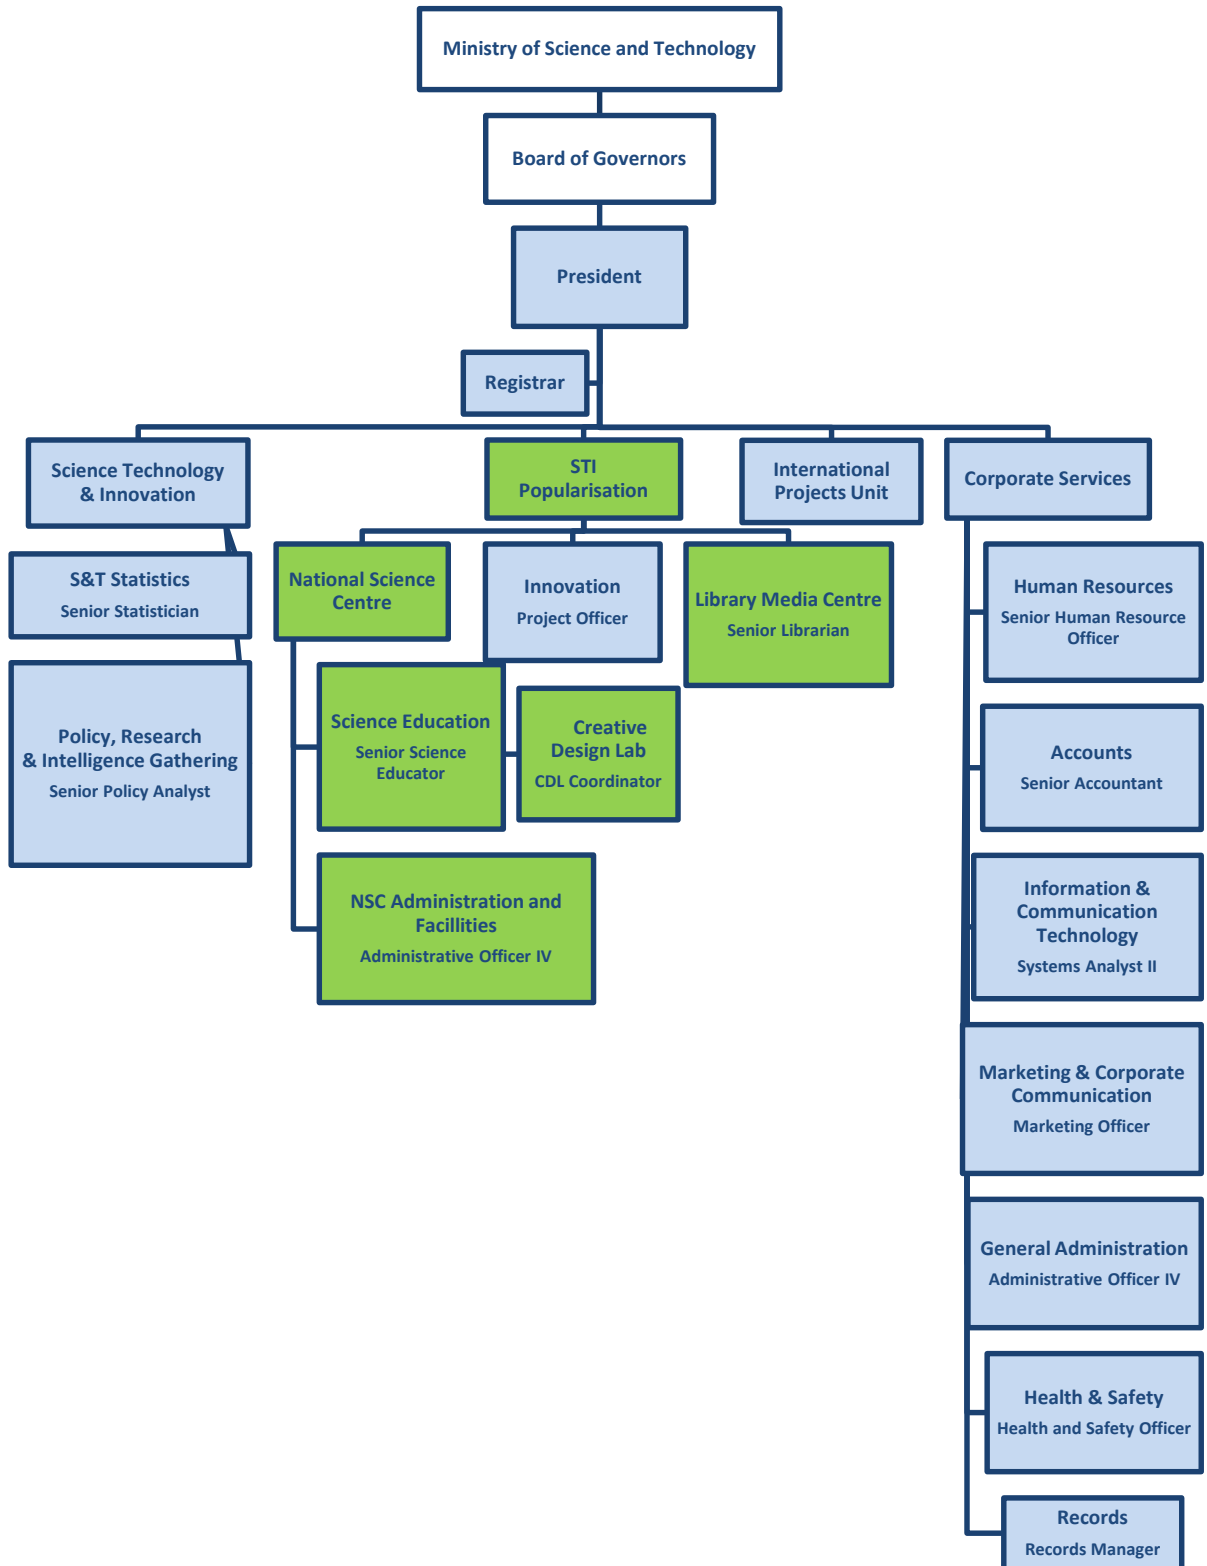 Ministry of Science and Technology
Board of Governors
President
Registrar
Science Technology
& Innovation
STI
Popularisation
International
Projects Unit
Corporate Services
S&T Statistics
Senior Statistician
Policy, Research
& Intelligence Gathering
Senior Policy Analyst
National Science
Centre
Innovation
Project Officer
Library Media Centre
Senior Librarian
Science Education
Senior Science
Educator
Creative
Design Lab
CDL Coordinator
NSC Administration and
Facillities
Administrative Officer IV
Human Resources
Senior Human Resource
Officer
Accounts
Senior Accountant
Information &
Communication
Technology
Systems Analyst II
Marketing & Corporate
Communication
Marketing Officer
General Administration
Administrative Officer IV
Health & Safety
Health and Safety Officer
Records
Records Manager